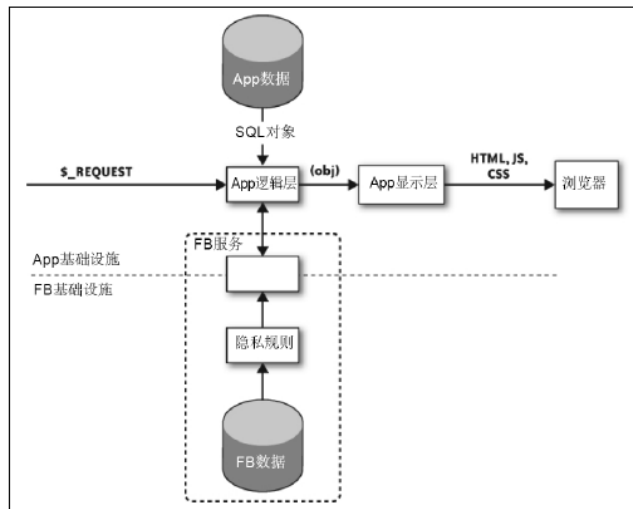 App数据
SQL对象
$_REQUEST
App逻辑层
(obj)
App显示层
HTML, JS,
CSS
浏览器
FB服务
App基础设施
FB基础设施
隐私规则
FB数据